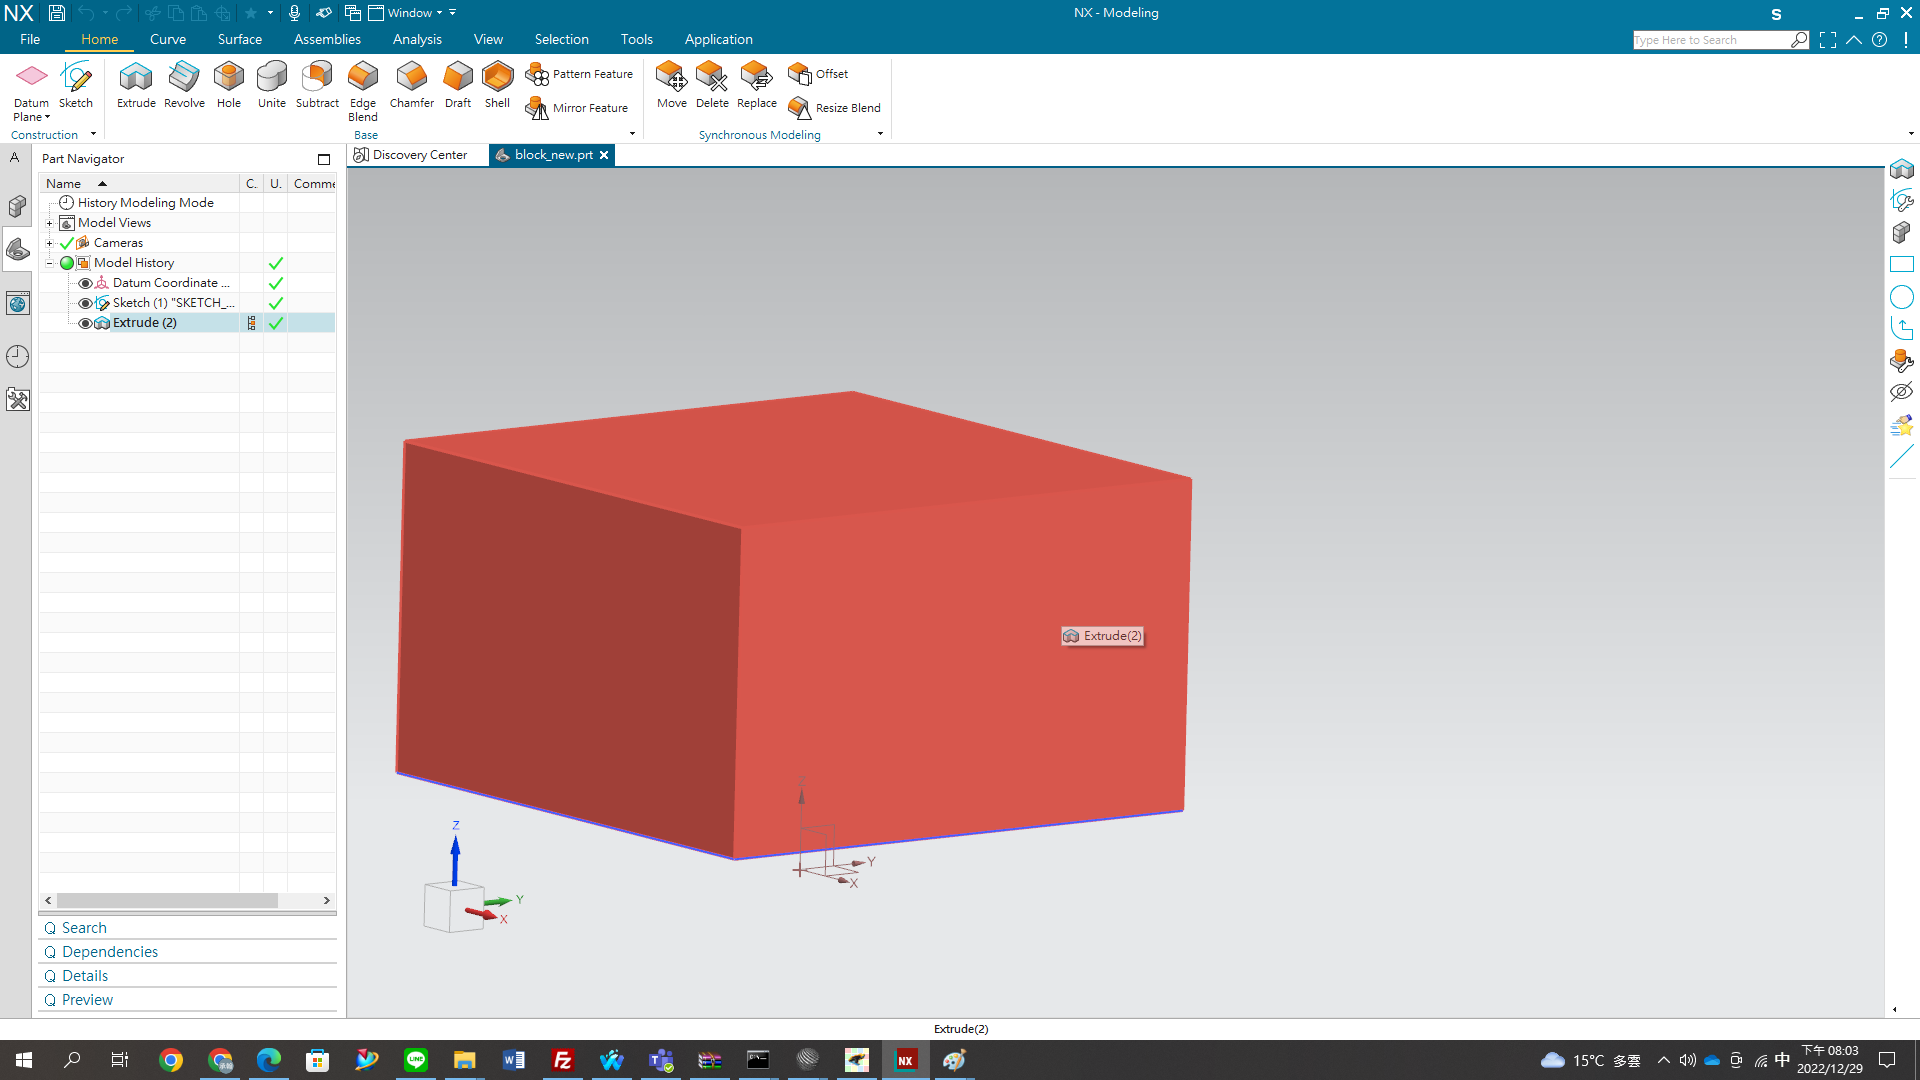 NX Window NX - Modeling S
File Home Curve Surface Assemblies Analysis View Selection Tools Application Type Here to Search
Datum Plane Sketch Extrude Revolve Hole Unite Subtract Edge Blend Chamfer Draft Shell Pattern Feature Mirror Feature Move Delete Replace Offset Resize Blend
Construction Base Synchronous Modeling
A Part Navigator Discovery Center block_new.prt
Name C. U. Comme
History Modeling Mode
Model Views
Cameras
Model History
Datum Coordinate ...
Sketch (1) "SKETCH_...
Extrude (2)
Extrude(2)
Z
Y
X
Z
Y
X
Search
Dependencies
Details
Preview
Extrude(2)
15°C 多雲 中 下午 08:03
2022/12/29